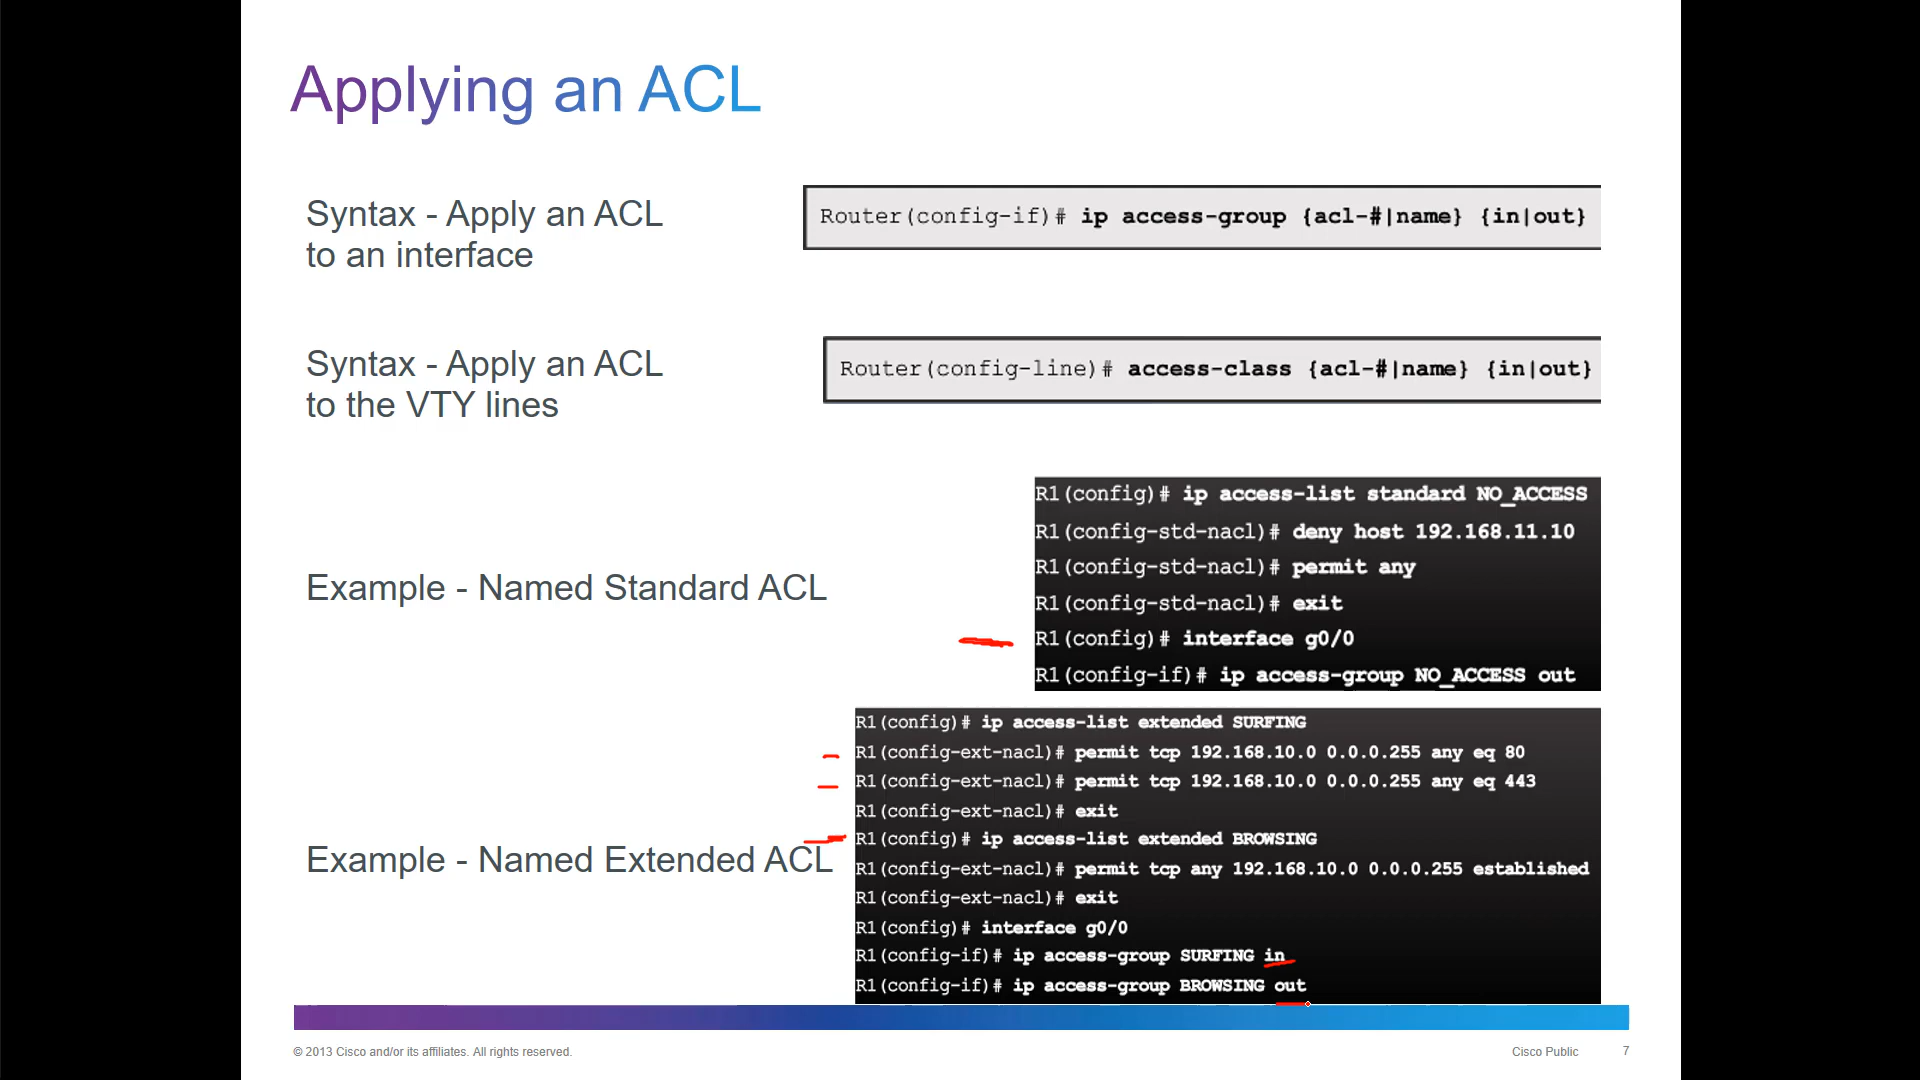 Applying an ACL
Syntax - Apply an ACL
to an interface
Router(config-if)# ip access-group {acl-#|name} {in|out}
Syntax - Apply an ACL
to the VTY lines
Router(config-line)# access-class {acl-#|name} {in|out}
Example - Named Standard ACL
R1(config)# ip access-list standard NO_ACCESS
R1(config-std-nacl)# deny host 192.168.11.10
R1(config-std-nacl)# permit any
R1(config-std-nacl)# exit
R1(config)# interface g0/0
R1(config-if)# ip access-group NO_ACCESS out
Example - Named Extended ACL
R1(config)# ip access-list extended SURFING
R1(config-ext-nacl)# permit tcp 192.168.10.0 0.0.0.255 any eq 80
R1(config-ext-nacl)# permit tcp 192.168.10.0 0.0.0.255 any eq 443
R1(config-ext-nacl)# exit
R1(config)# ip access-list extended BROWSING
R1(config-ext-nacl)# permit tcp any 192.168.10.0 0.0.0.255 established
R1(config-ext-nacl)# exit
R1(config)# interface g0/0
R1(config-if)# ip access-group SURFING in
R1(config-if)# ip access-group BROWSING out
© 2013 Cisco and/or its affiliates. All rights reserved.
Cisco Public
7